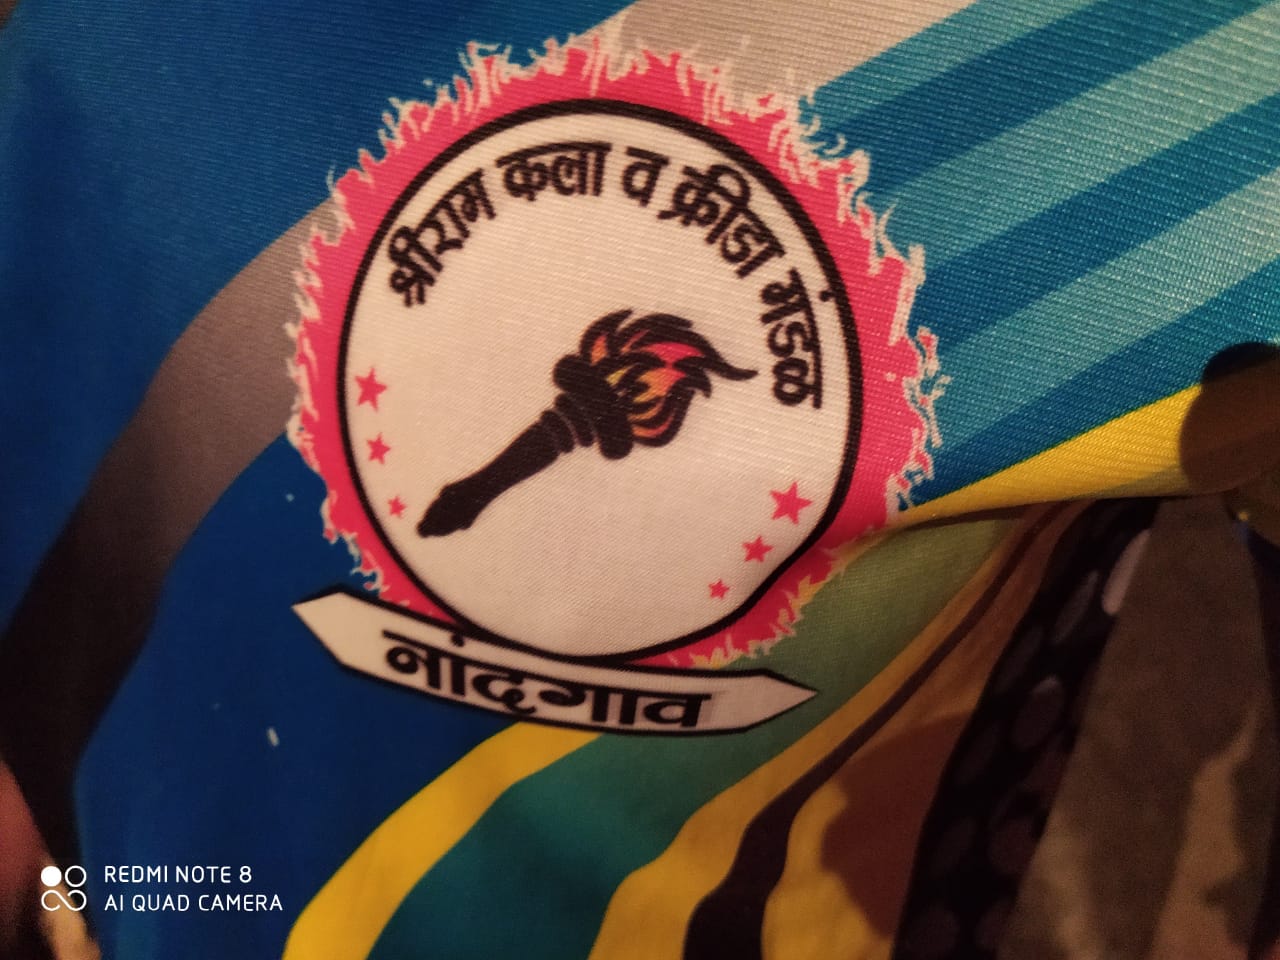 श्रीराम कला व क्रीडा मंडळ
नांदगाव
REDMI NOTE 8
AI QUAD CAMERA